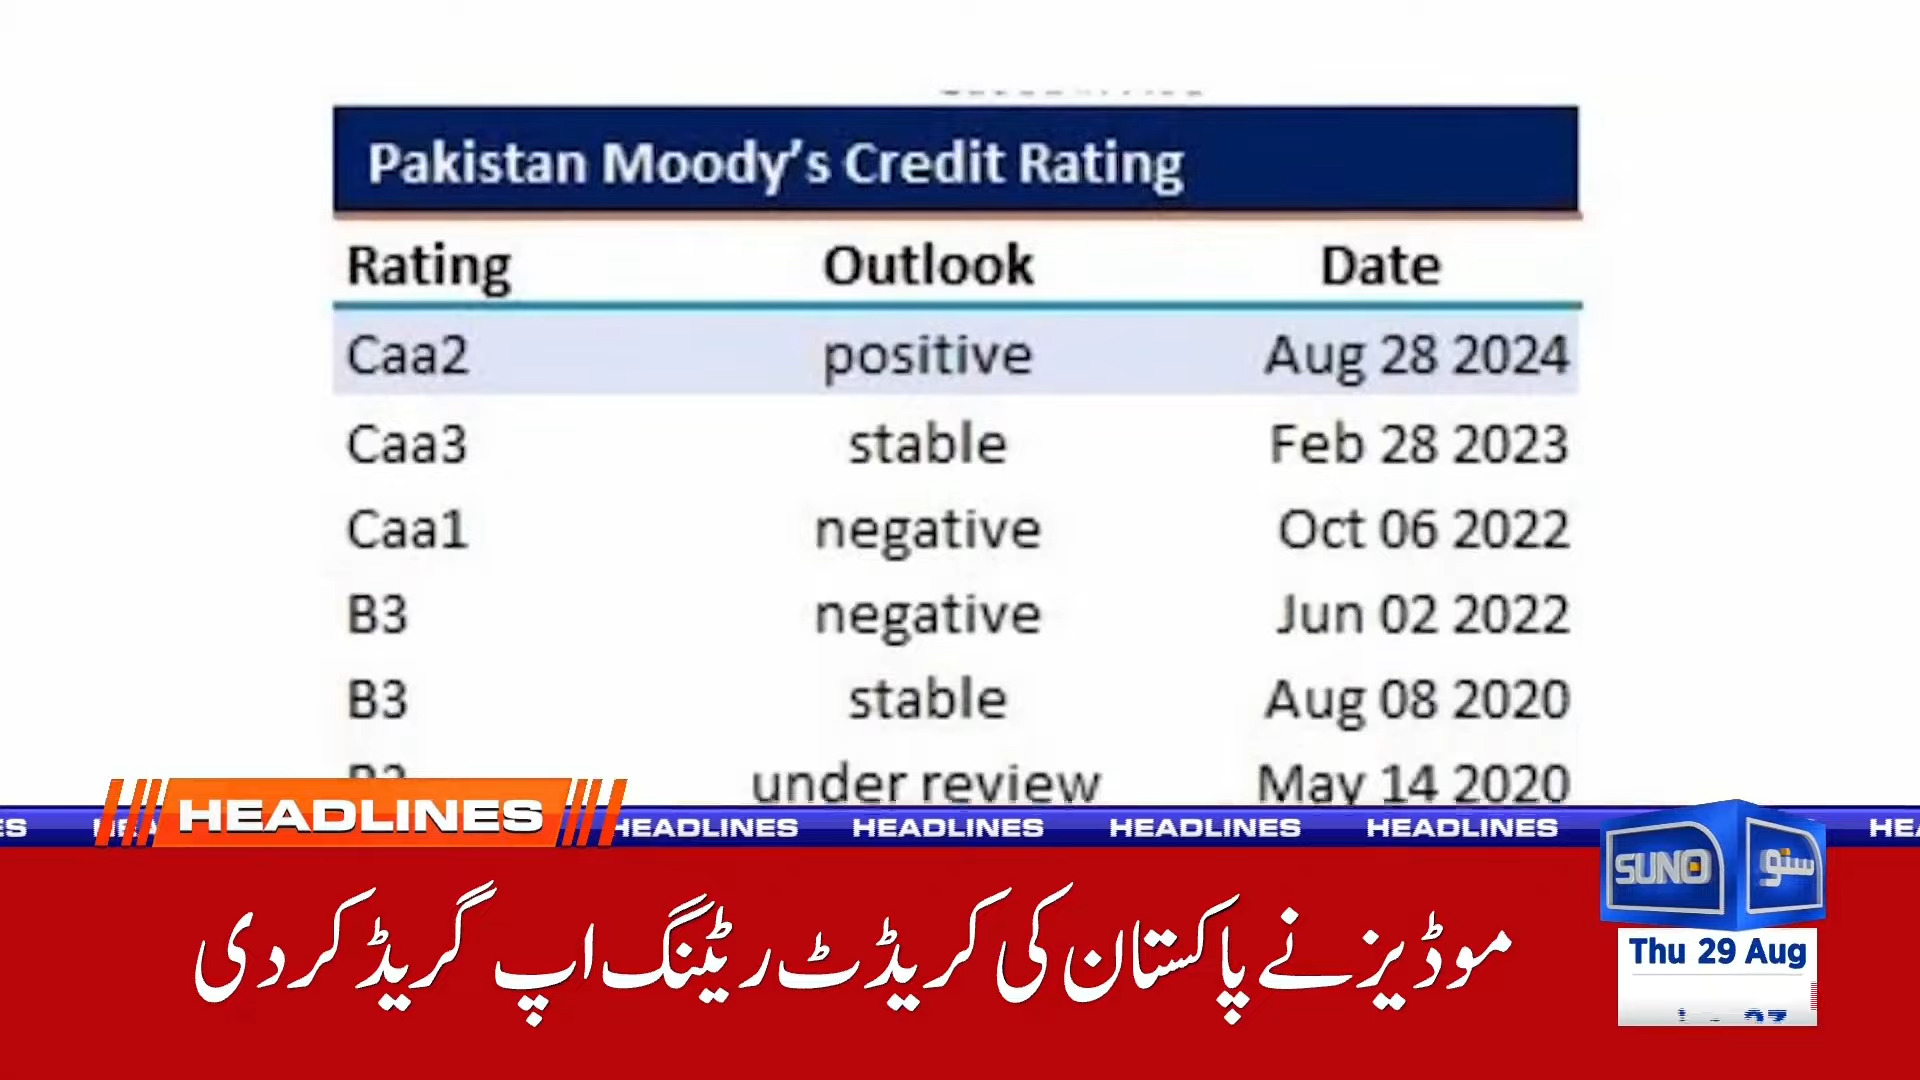 Pakistan Moody's Credit Rating
Rating Outlook Date
Caa2 positive Aug 28 2024
Caa3 stable Feb 28 2023
Caa1 negative Oct 06 2022
B3 negative Jun 02 2022
B3 stable Aug 08 2020
under review May 14 2020
HEADLINES
HEADLINES HEADLINES HEADLINES HEADLINES
SUNO سنو
موڈیز نے پاکستان کی کریڈٹ ریٹنگ اپ گریڈ کر دی
Thu 29 Aug